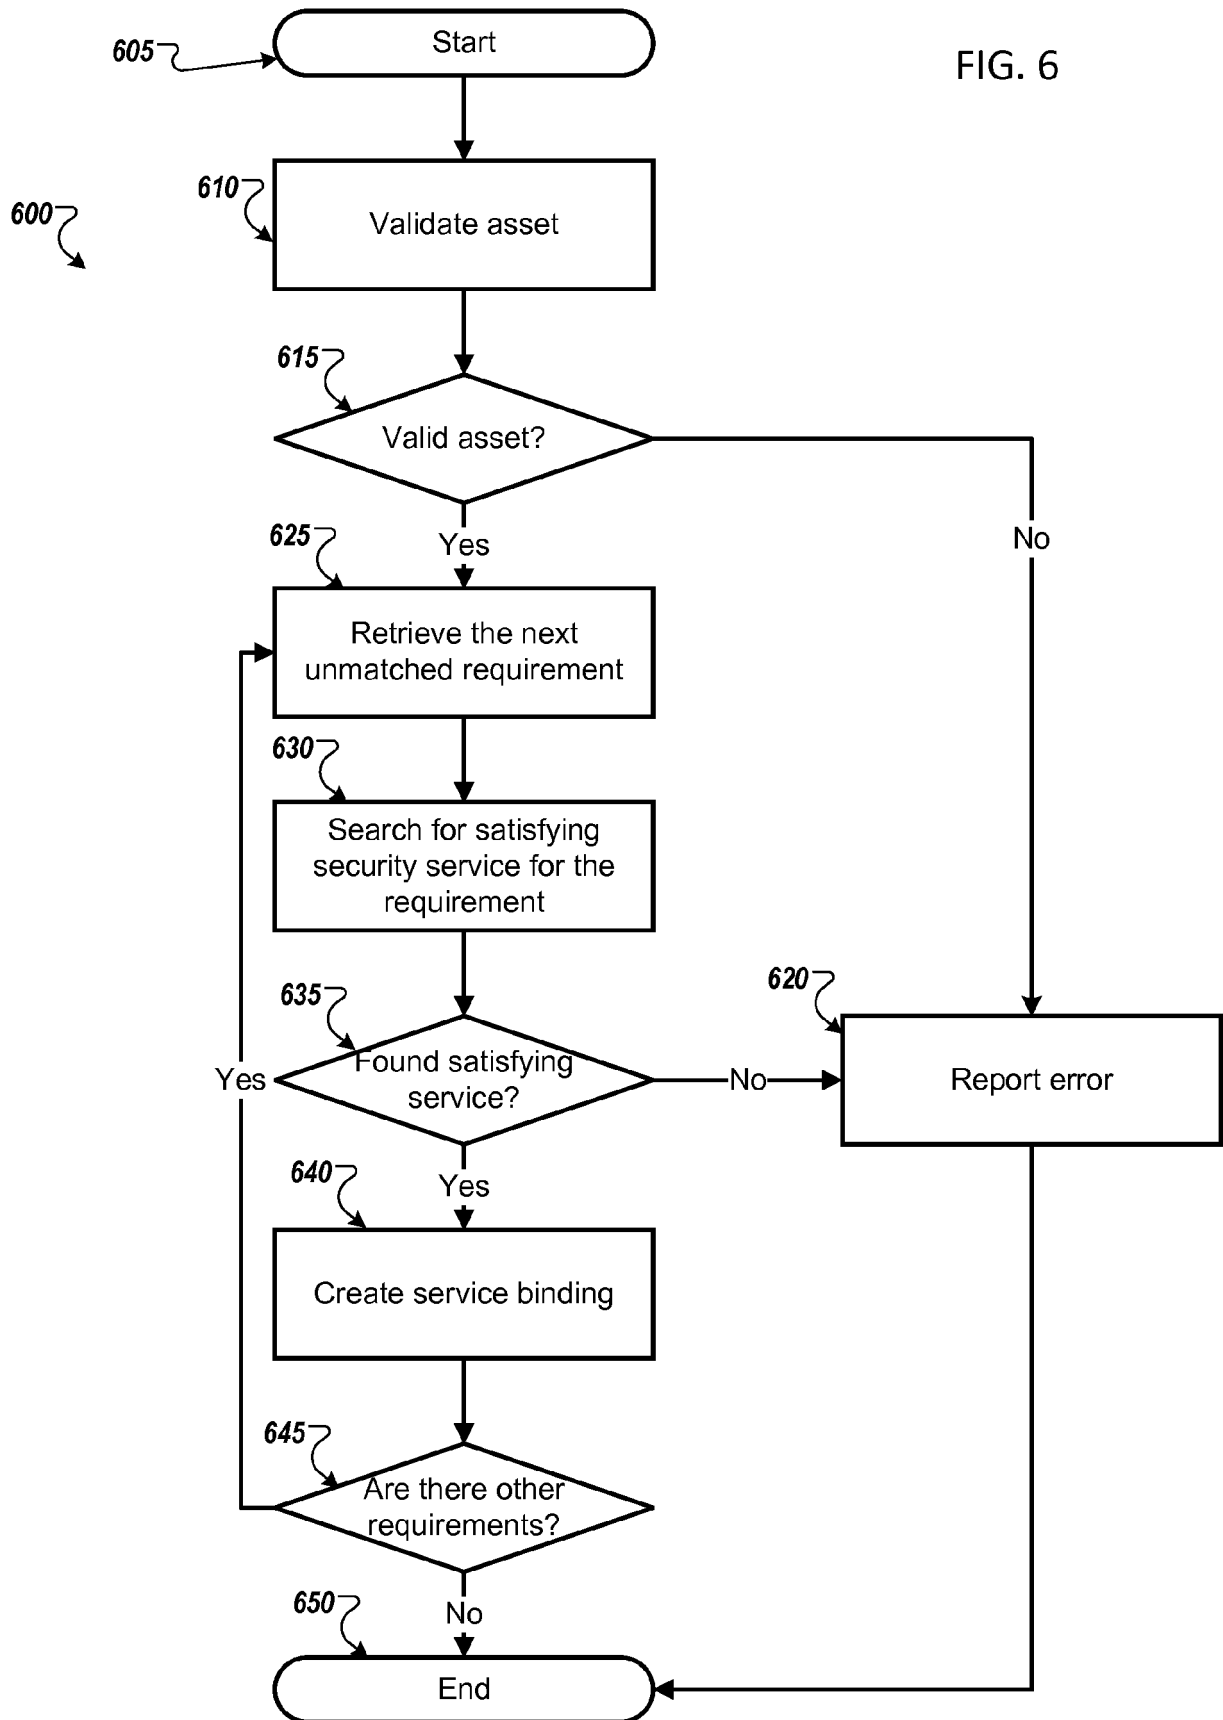 605
Start
FIG. 6
600
610
Validate asset
615
Valid asset?
No
Yes
625
Retrieve the next
unmatched requirement
630
Search for satisfying
security service for the
requirement
635
Found satisfying
service?
Yes
No
620
Report error
640
Yes
Create service binding
645
Are there other
requirements?
No
650
End